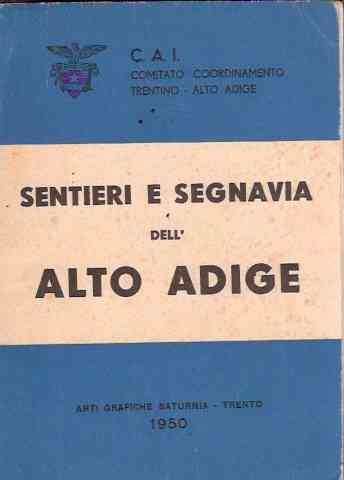 C. A. I.
COMITATO COORDINAMENTO
TRENTINO - ALTO ADIGE
SENTIERI E SEGNAVIA
DELL'
ALTO ADIGE
ARTI GRAFICHE SATURNIA - TRENTO
1950